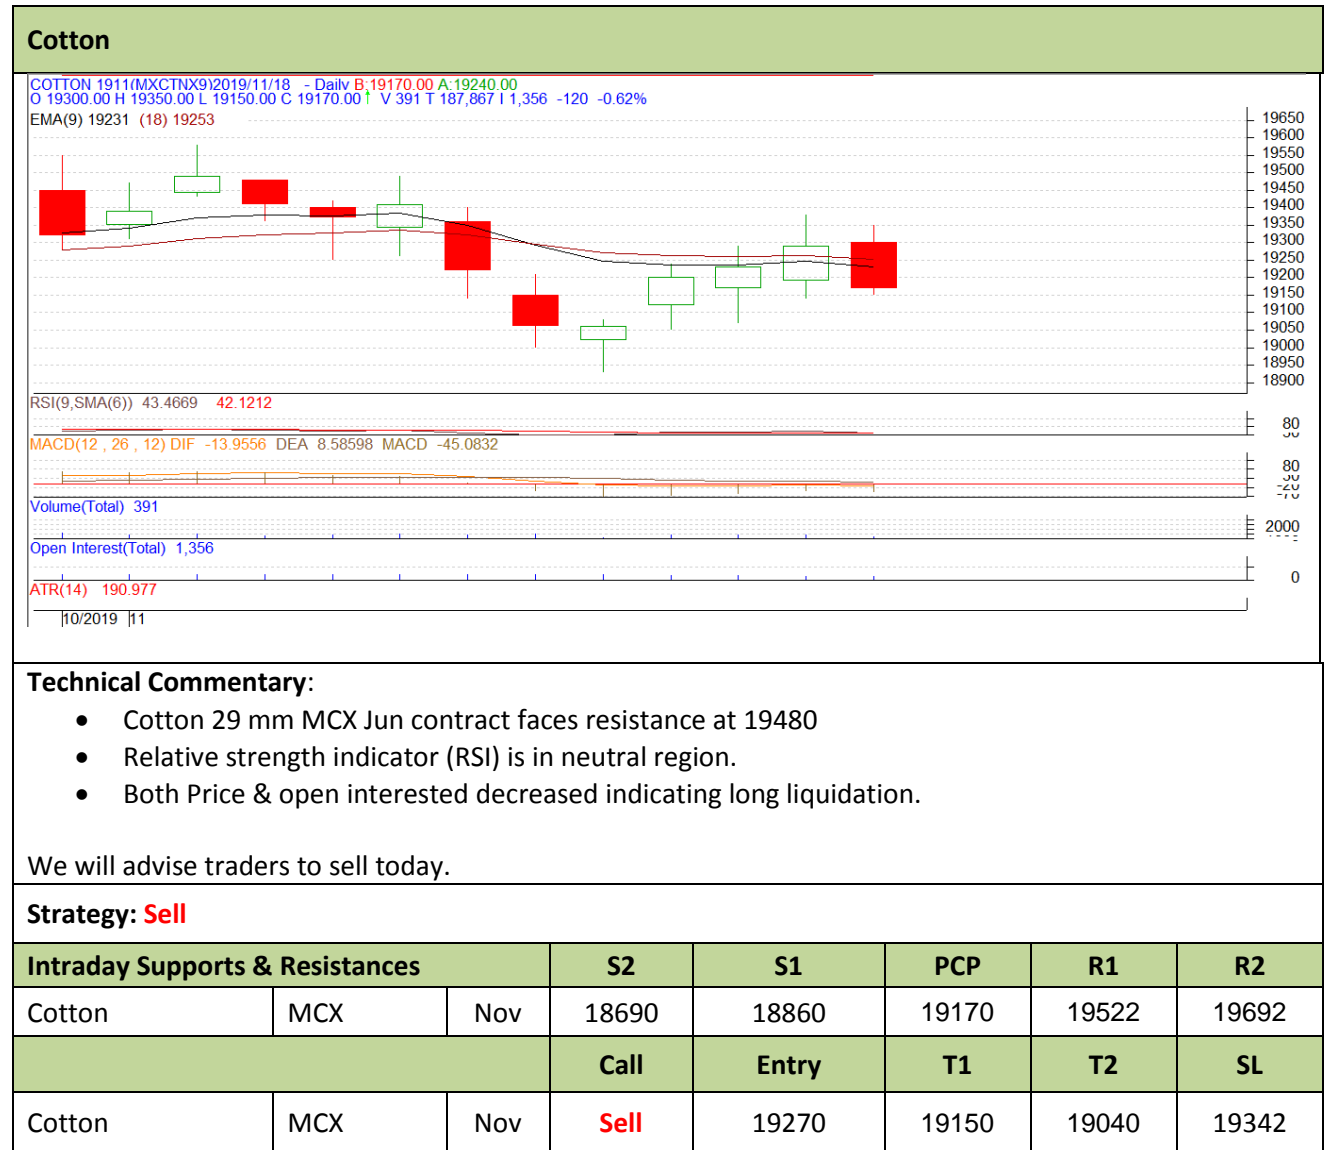 Cotton
COTTON 1911(MXCTNX9)2019/11/18 - Daily B:19170.00 A:19240.00
O 19300.00 H 19350.00 L 19150.00 C 19170.00↑ V 391 T 187,867 I 1,356 -120 -0.62%
EMA(9) 19231 (18) 19253
19650
19600
19550
19500
19450
19400
19350
19300
19250
19200
19150
19100
19050
19000
18950
18900
RSI(9,SMA(6)) 43.4669 42.1212
80
MACD(12 , 26 , 12) DIF -13.9556 DEA 8.58598 MACD -45.0832
80
Volume(Total) 391
2000
Open Interest(Total) 1,356
0
ATR(14) 190.977
10/2019 11
Technical Commentary:
• Cotton 29 mm MCX Jun contract faces resistance at 19480
• Relative strength indicator (RSI) is in neutral region.
• Both Price & open interested decreased indicating long liquidation.
We will advise traders to sell today.
Strategy: Sell
Intraday Supports & Resistances S2 S1 PCP R1 R2
Cotton MCX Nov 18690 18860 19170 19522 19692
Call Entry T1 T2 SL
Cotton MCX Nov Sell 19270 19150 19040 19342